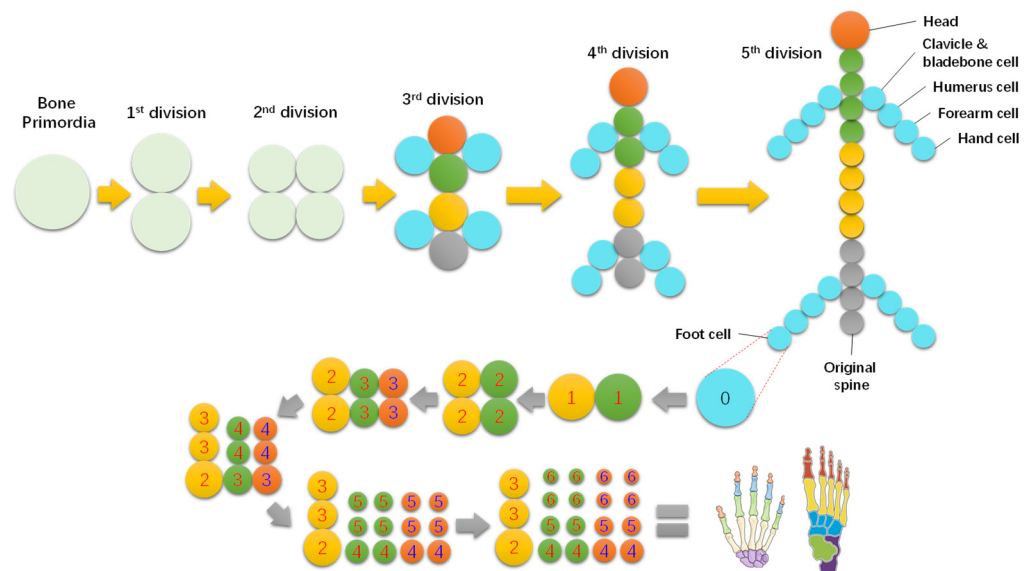 Bone
Primordia
1st division
2nd division
3rd division
4th division
5th division
Head
Clavicle &
bladebone cell
Humerus cell
Forearm cell
Hand cell
Foot cell
Original
spine
0
1 1
2 2
2 2
2 3 3
2 3 3
3
4 4
3 4 4
2 3 3
3
3 5 5 5 5
5 5 5 5
2 4 4 4 4
3 6 6 6 6
3 6 6 6 6
5 5 5 5
2 4 4 4 4